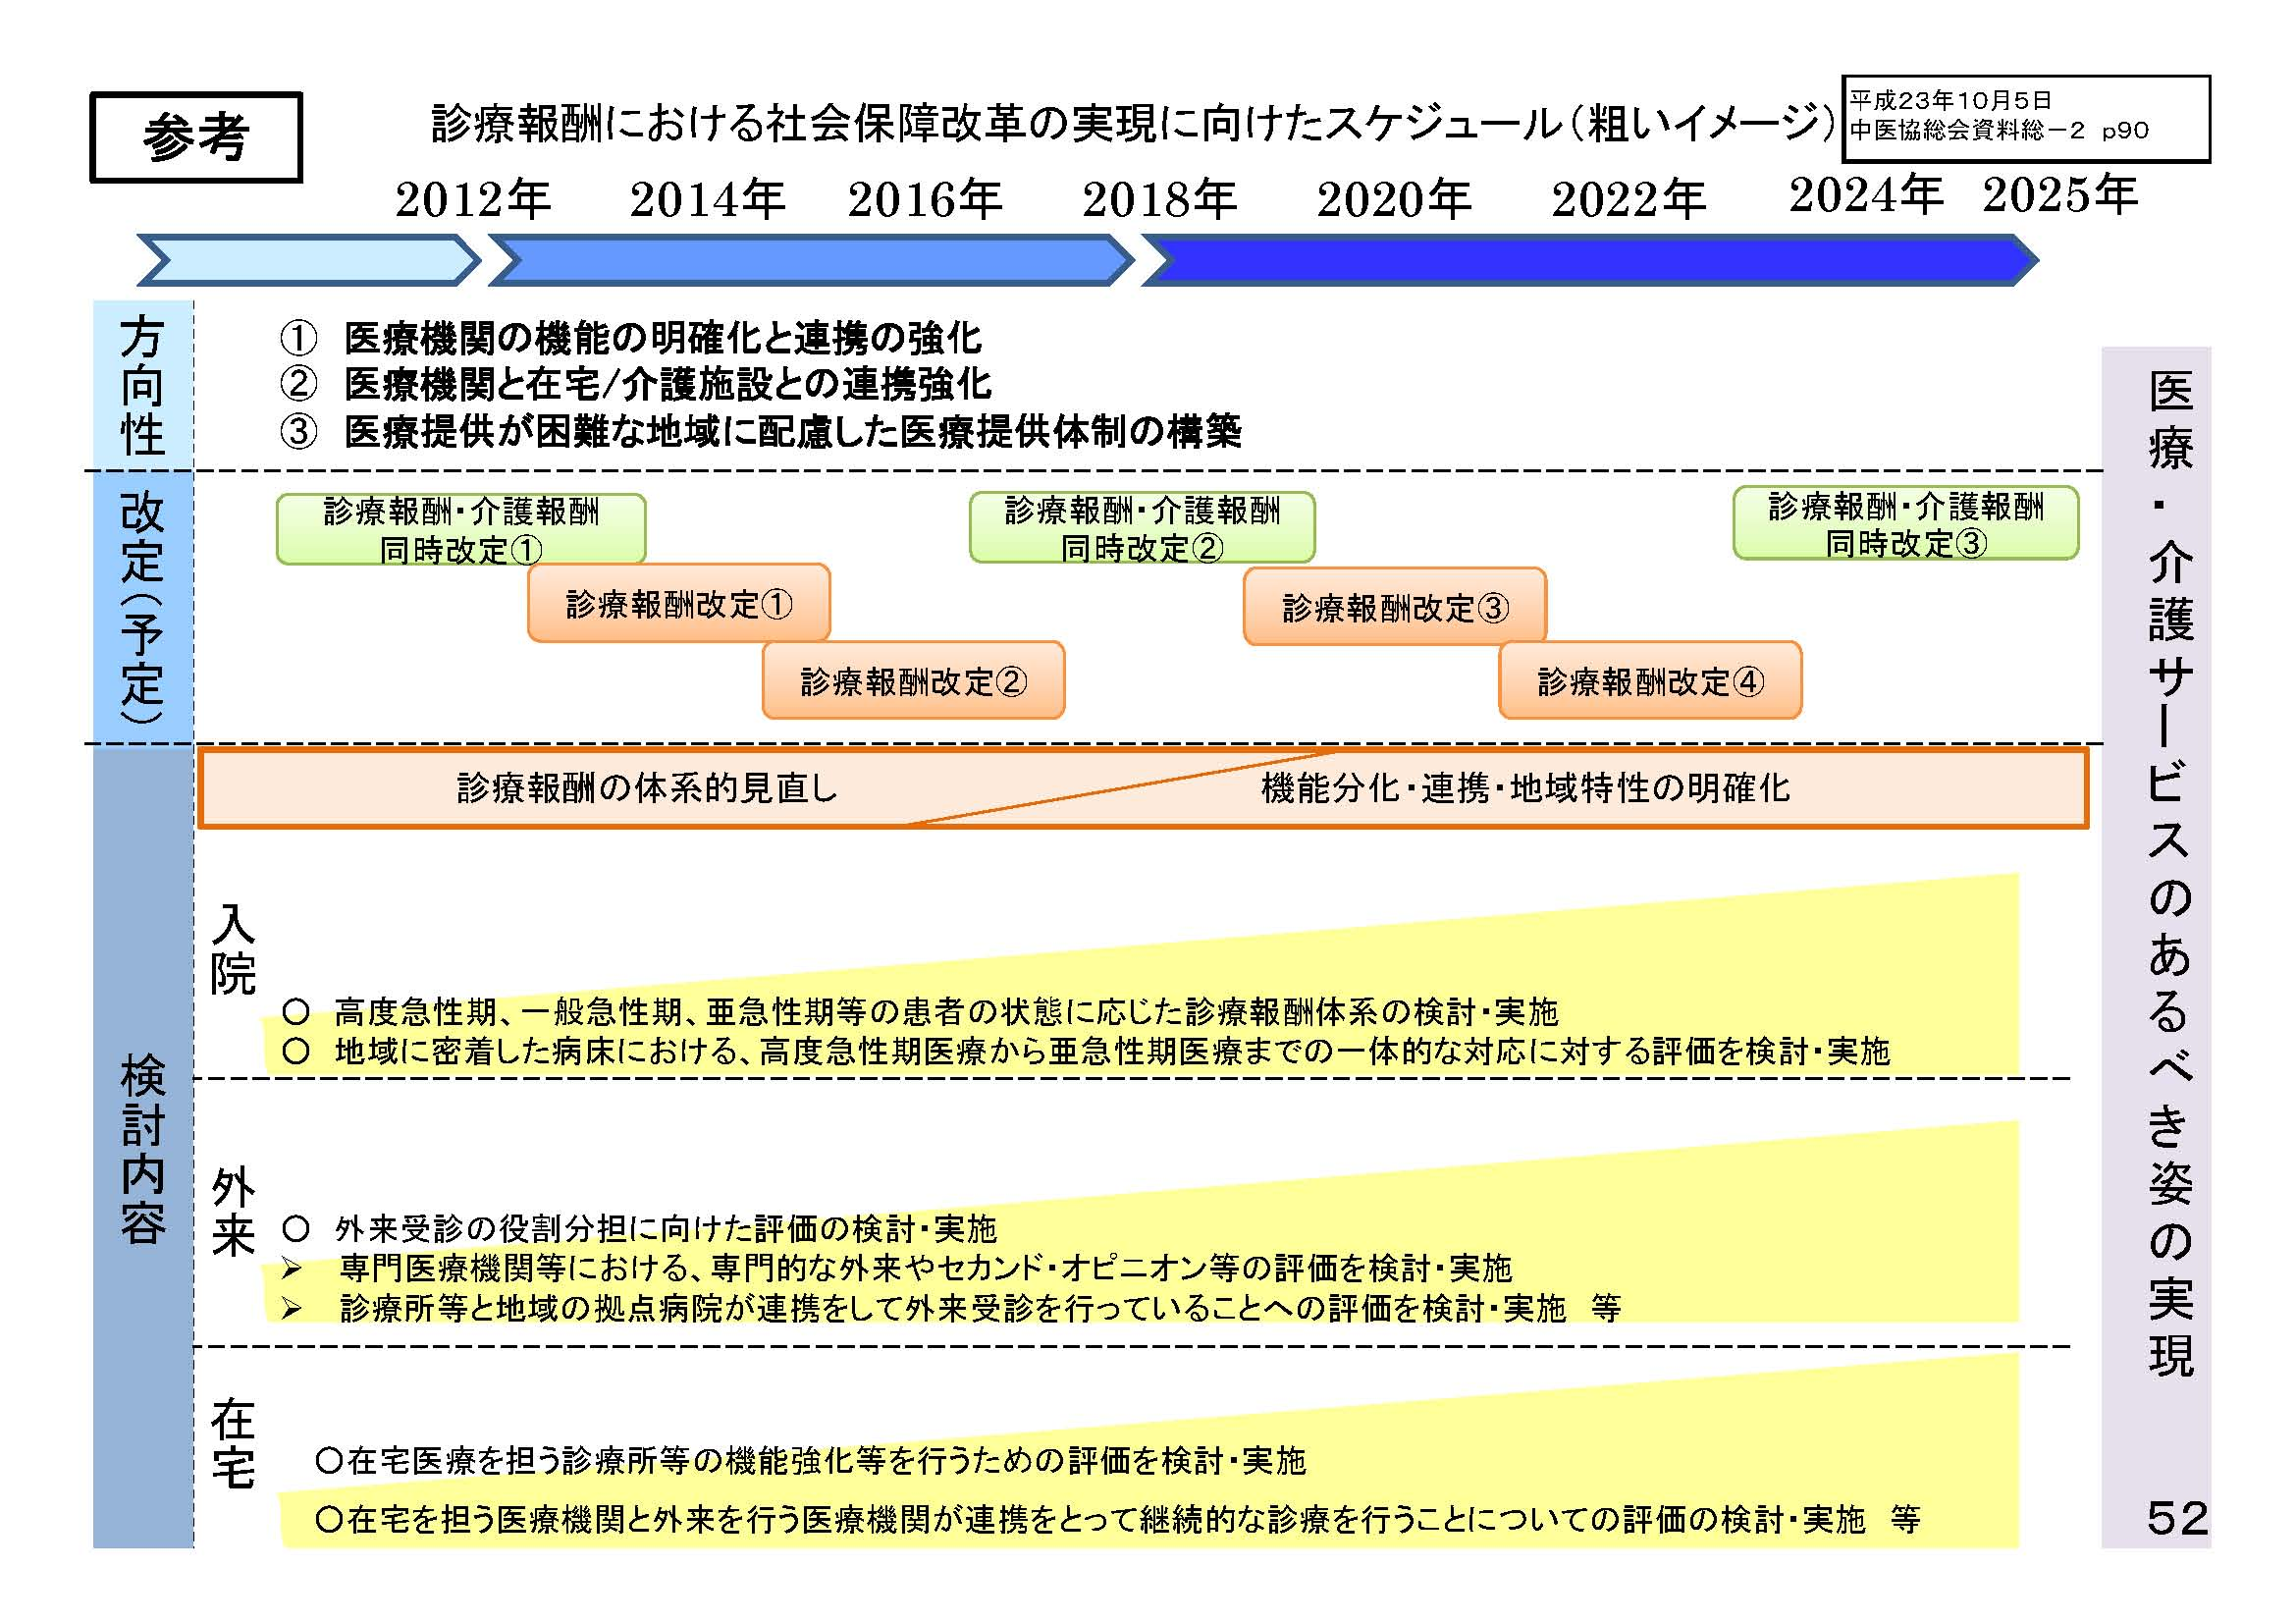 参考
診療報酬における社会保障改革の実現に向けたスケジュール（粗いイメージ）
平成23年10月5日
中医協総会資料総－2 p90
2012年 2014年 2016年 2018年 2020年 2022年 2024年 2025年
方向性
① 医療機関の機能の明確化と連携の強化
② 医療機関と在宅/介護施設との連携強化
③ 医療提供が困難な地域に配慮した医療提供体制の構築
改定（予定）
診療報酬・介護報酬
同時改定①
診療報酬・介護報酬
同時改定②
診療報酬・介護報酬
同時改定③
診療報酬改定①
診療報酬改定③
診療報酬改定②
診療報酬改定④
検討内容
診療報酬の体系的見直し
機能分化・連携・地域特性の明確化
入院
○ 高度急性期、一般急性期、亜急性期等の患者の状態に応じた診療報酬体系の検討・実施
○ 地域に密着した病床における、高度急性期医療から亜急性期医療までの一体的な対応に対する評価を検討・実施
外来
○ 外来受診の役割分担に向けた評価の検討・実施
➢ 専門医療機関等における、専門的な外来やセカンド・オピニオン等の評価を検討・実施
➢ 診療所等と地域の拠点病院が連携をして外来受診を行っていることへの評価を検討・実施 等
在宅
○在宅医療を担う診療所等の機能強化等を行うための評価を検討・実施
○在宅を担う医療機関と外来を行う医療機関が連携をとって継続的な診療を行うことについての評価の検討・実施 等
医療・介護サービスのあるべき姿の実現
52